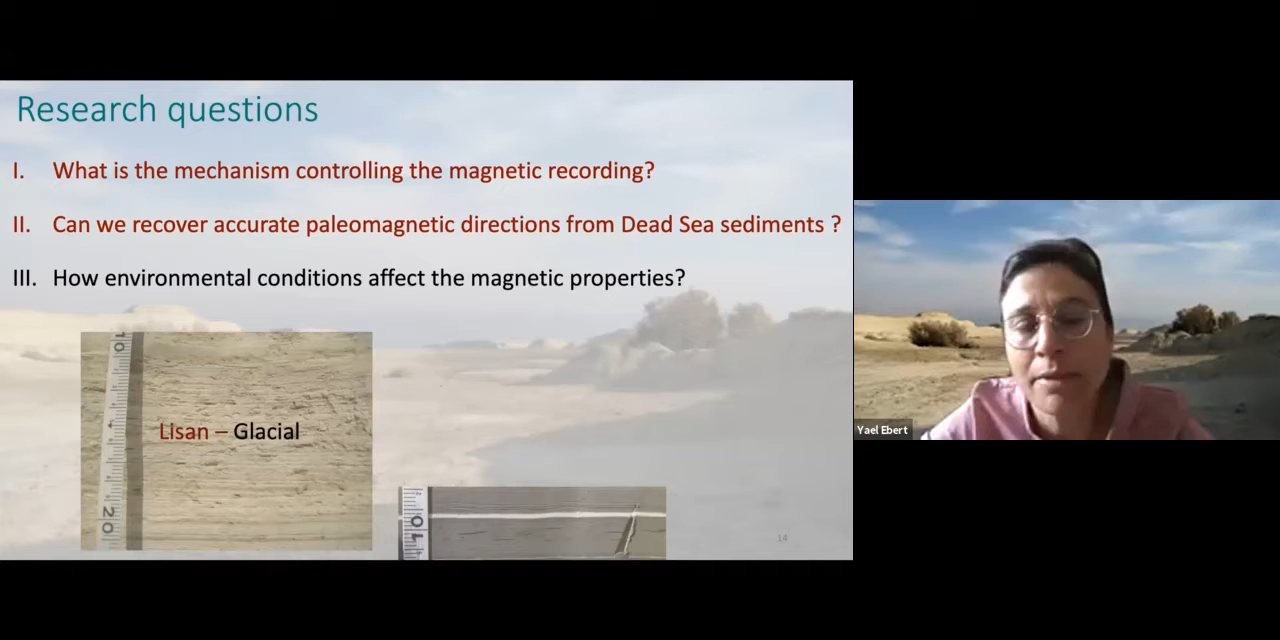 Research questions
I. What is the mechanism controlling the magnetic recording?
II. Can we recover accurate paleomagnetic directions from Dead Sea sediments ?
III. How environmental conditions affect the magnetic properties?
10
Lisan – Glacial
20
10
14
Yael Ebert